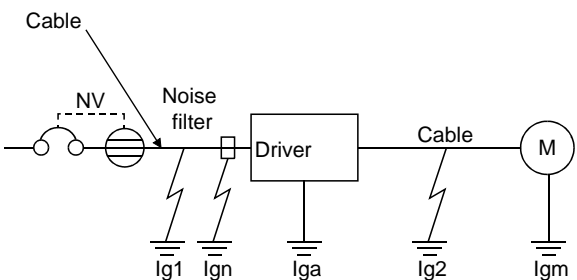 Cable
NV
Noise
filter
Driver
Cable
M
Ig1
Ign
Iga
Ig2
Igm